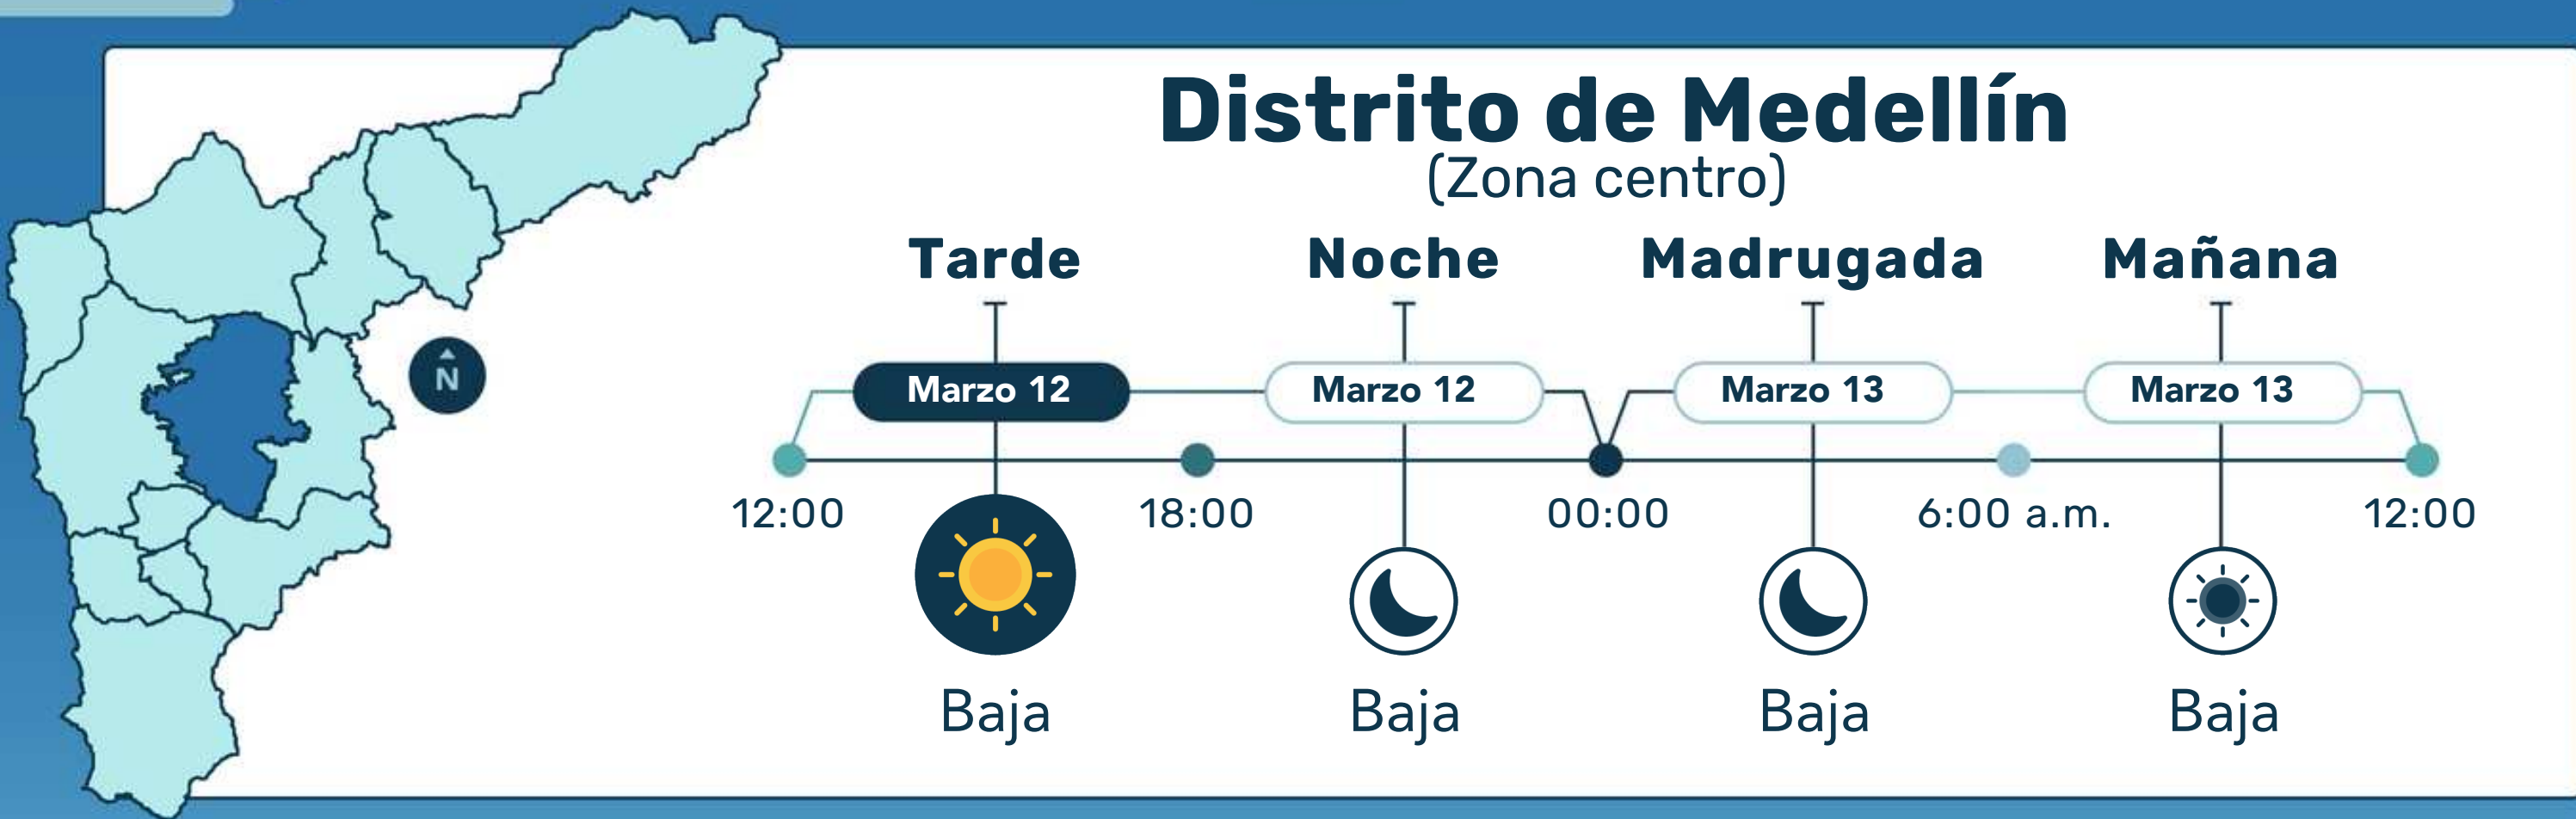 Distrito de Medellín
(Zona centro)
Tarde Noche Madrugada Mañana
Marzo 12 Marzo 12 Marzo 13 Marzo 13
N
12:00 18:00 00:00 6:00 a.m. 12:00
Baja Baja Baja Baja